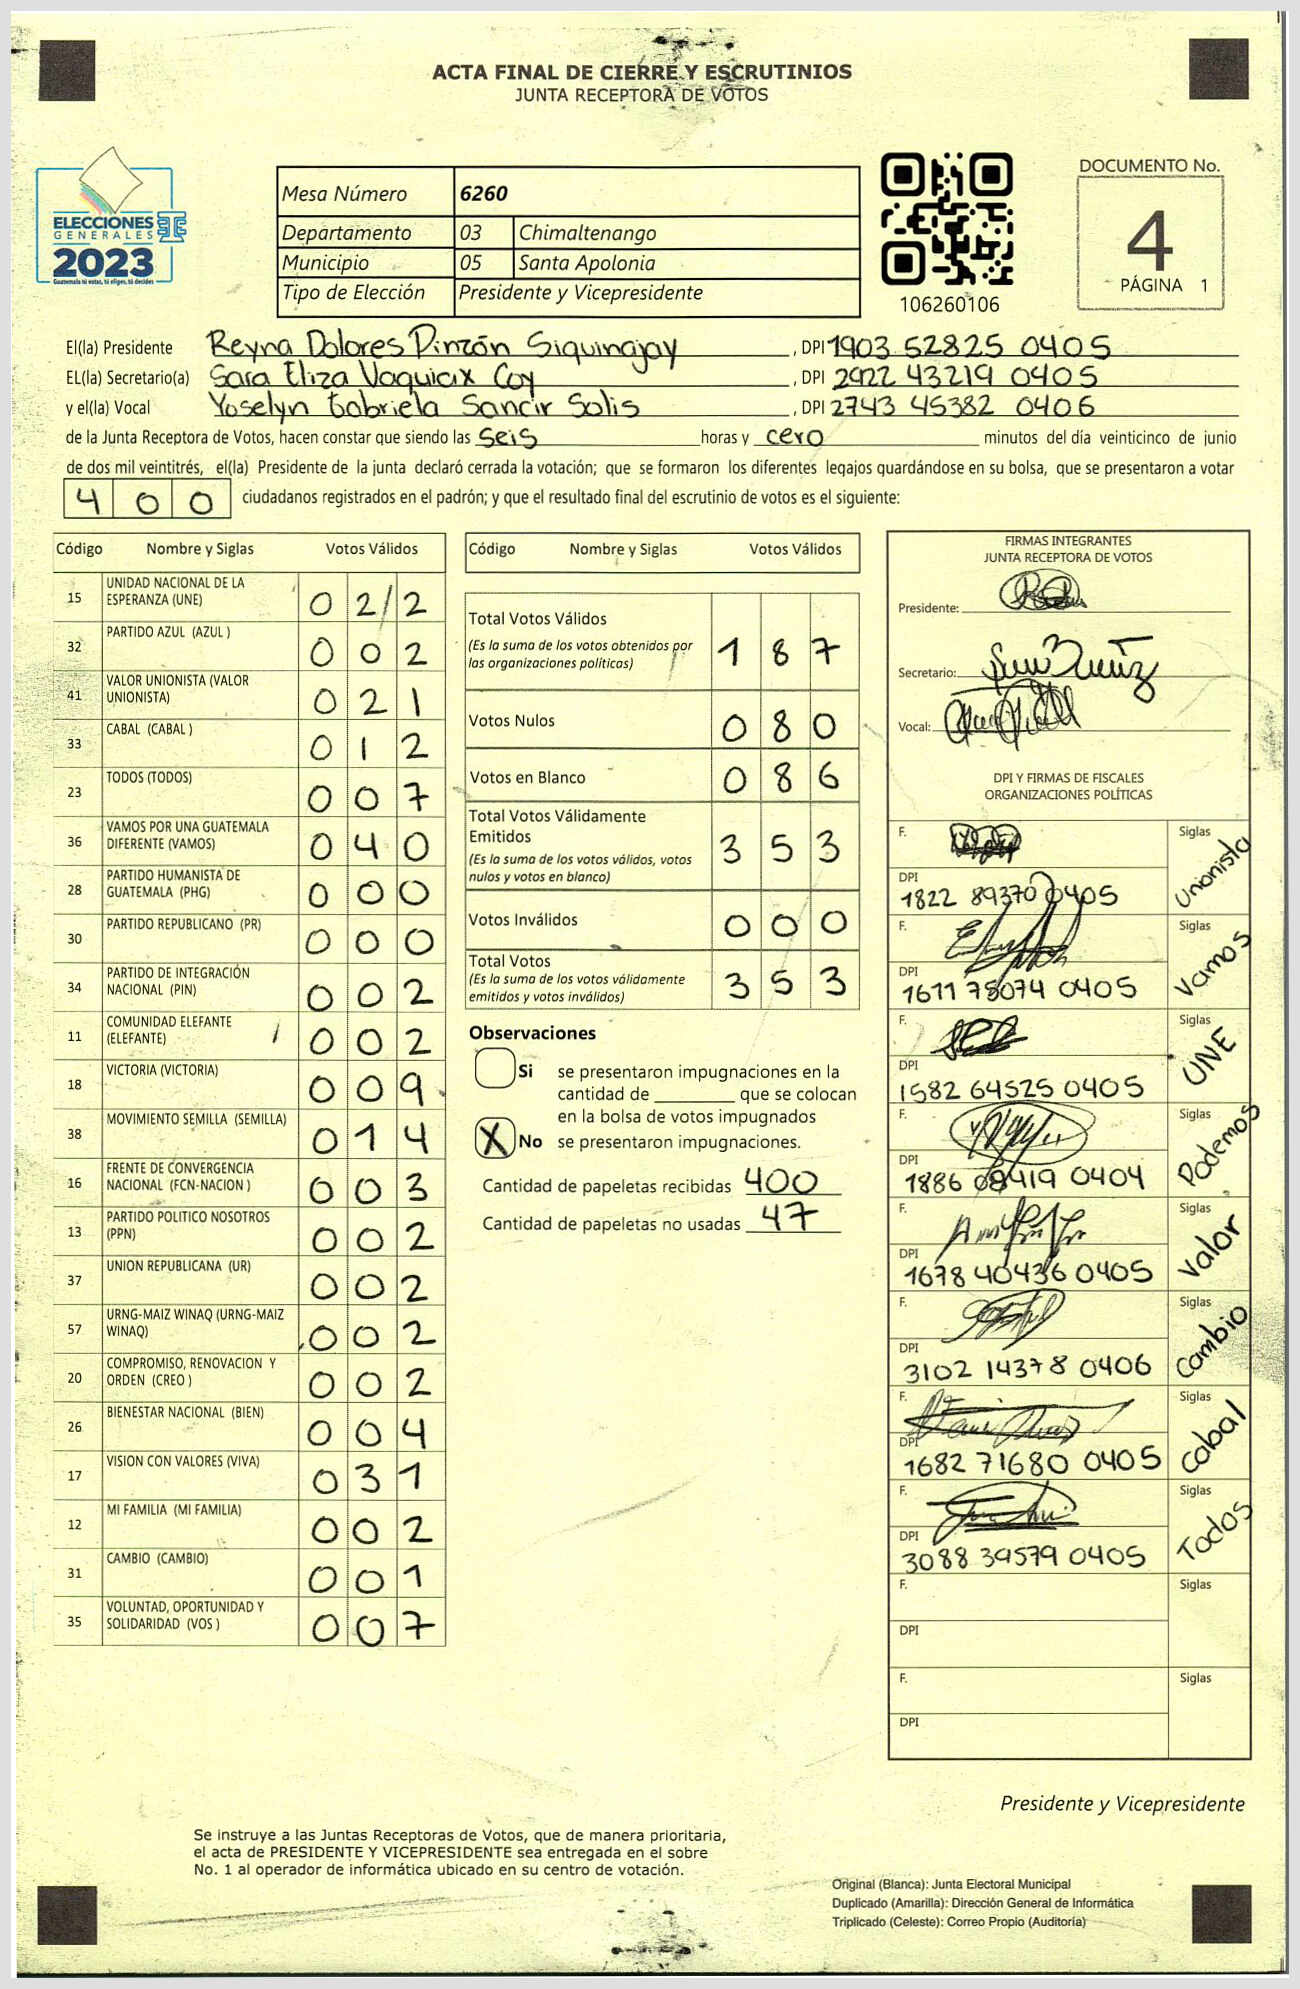 ACTA FINAL DE CIERRE Y ESCRUTINIOS
JUNTA RECEPTORA DE VOTOS
ELECCIONES
GENERALES
2023
Guatemala tú votas, tú eliges, tú decides
Mesa Número 6260
Departamento 03 Chimaltenango
Municipio 05 Santa Apolonia
Tipo de Elección Presidente y Vicepresidente
106260106
DOCUMENTO No.
4
PÁGINA 1
El(la) Presidente Reyna Dolores Pinzón Siquinajay, DPI 1903 52825 0405
EL(la) Secretario(a) Sara Eliza Vaquiax Coy, DPI 2922 43219 0405
y el(la) Vocal Yoselyn Gabriela Sancir Solis, DPI 2743 45382 0406
de la Junta Receptora de Votos, hacen constar que siendo las seis horas y cero minutos del día veinticinco de junio
de dos mil veintitrés, el(la) Presidente de la junta declaró cerrada la votación; que se formaron los diferentes legajos guardándose en su bolsa, que se presentaron a votar
400 ciudadanos registrados en el padrón; y que el resultado final del escrutinio de votos es el siguiente:
Código Nombre y Siglas Votos Válidos
15 UNIDAD NACIONAL DE LA ESPERANZA (UNE) 0 2/2
32 PARTIDO AZUL (AZUL ) 0 0 2
41 VALOR UNIONISTA (VALOR UNIONISTA) 0 2 1
33 CABAL (CABAL ) 0 1 2
23 TODOS (TODOS) 0 0 7
36 VAMOS POR UNA GUATEMALA DIFERENTE (VAMOS) 0 4 0
28 PARTIDO HUMANISTA DE GUATEMALA (PHG) 0 0 0
30 PARTIDO REPUBLICANO (PR) 0 0 0
34 PARTIDO DE INTEGRACIÓN NACIONAL (PIN) 0 0 2
11 COMUNIDAD ELEFANTE (ELEFANTE) 0 0 2
18 VICTORIA (VICTORIA) 0 0 9
38 MOVIMIENTO SEMILLA (SEMILLA) 0 1 4
16 FRENTE DE CONVERGENCIA NACIONAL (FCN-NACION ) 0 0 3
13 PARTIDO POLITICO NOSOTROS (PPN) 0 0 2
37 UNION REPUBLICANA (UR) 0 0 2
57 URNG-MAIZ WINAQ (URNG-MAIZ WINAQ) 0 0 2
20 COMPROMISO, RENOVACION Y ORDEN (CREO ) 0 0 2
26 BIENESTAR NACIONAL (BIEN) 0 0 4
17 VISION CON VALORES (VIVA) 0 3 1
12 MI FAMILIA (MI FAMILIA) 0 0 2
31 CAMBIO (CAMBIO) 0 0 1
35 VOLUNTAD, OPORTUNIDAD Y SOLIDARIDAD (VOS ) 0 0 7
Código Nombre y Siglas Votos Válidos
Total Votos Válidos 1 8 7
(Es la suma de los votos obtenidos por
las organizaciones políticas)
Votos Nulos 0 8 0
Votos en Blanco 0 8 6
Total Votos Válidamente
Emitidos 3 5 3
(Es la suma de los votos válidos, votos
nulos y votos en blanco)
Votos Inválidos 0 0 0
Total Votos 3 5 3
(Es la suma de los votos válidamente
emitidos y votos inválidos)
Observaciones
Si se presentaron impugnaciones en la
cantidad de ________ que se colocan
en la bolsa de votos impugnados
X No se presentaron impugnaciones.
Cantidad de papeletas recibidas 400
Cantidad de papeletas no usadas 47
FIRMAS INTEGRANTES
JUNTA RECEPTORA DE VOTOS
Presidente:
Secretario:
Vocal:
DPI Y FIRMAS DE FISCALES
ORGANIZACIONES POLÍTICAS
F. Siglas Unionista
DPI 1822 89370 0405
F. Siglas Vamos
DPI 1611 78074 0405
F. Siglas UNE
DPI 1582 64525 0405
F. Siglas Podemos
DPI 1886 08419 0404
F. Siglas Valor
DPI 1678 40436 0405
F. Siglas Cambio
DPI 3102 14378 0406
F. Siglas Cabal
DPI 1682 71680 0405
F. Siglas Todos
DPI 3088 39579 0405
F. Siglas
DPI
F. Siglas
DPI
Presidente y Vicepresidente
Se instruye a las Juntas Receptoras de Votos, que de manera prioritaria,
el acta de PRESIDENTE Y VICEPRESIDENTE sea entregada en el sobre
No. 1 al operador de informática ubicado en su centro de votación.
Original (Blanca): Junta Electoral Municipal
Duplicado (Amarilla): Dirección General de Informática
Triplicado (Celeste): Correo Propio (Auditoría)